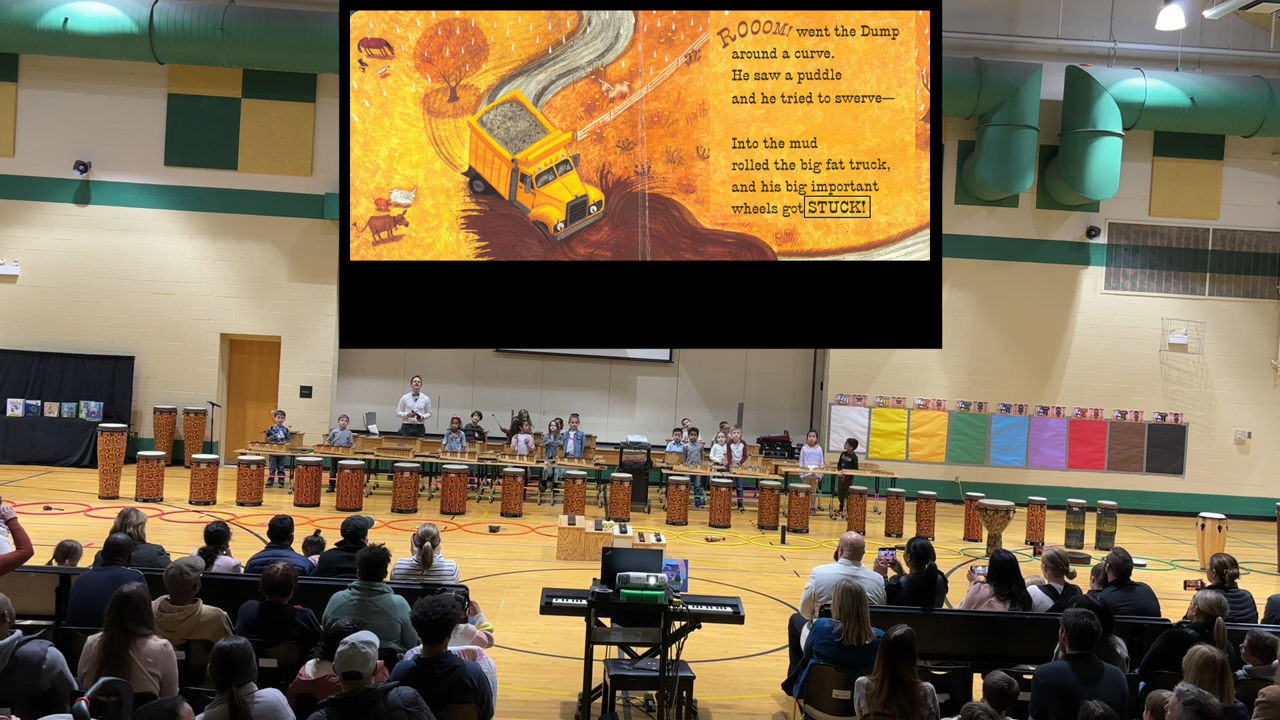 ROOOM! went the Dump
around a curve.
He saw a puddle
and he tried to swerve—
Into the mud
rolled the big fat truck,
and his big important
wheels got STUCK!